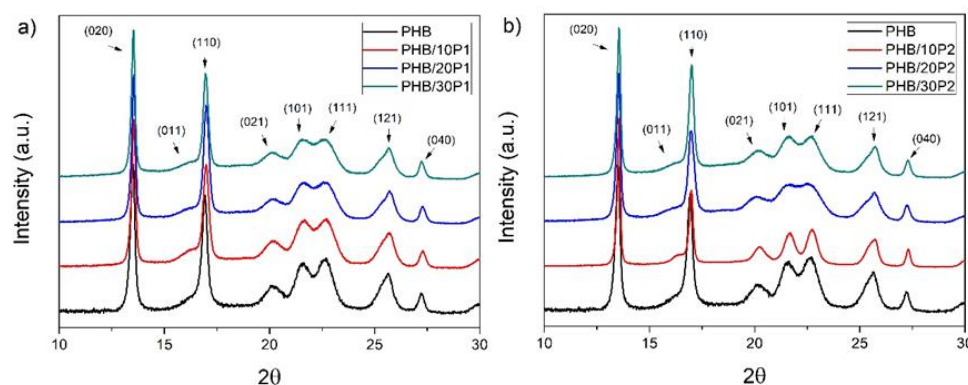 a)
(020)
(011)
(110)
(021)
(101)
(111)
(121)
(040)
PHB
PHB/10P1
PHB/20P1
PHB/30P1
Intensity (a.u.)
10
15
20
25
30
2θ
b)
(020)
(011)
(110)
(021)
(101)
(111)
(121)
(040)
PHB
PHB/10P2
PHB/20P2
PHB/30P2
Intensity (a.u.)
10
15
20
25
30
2θ